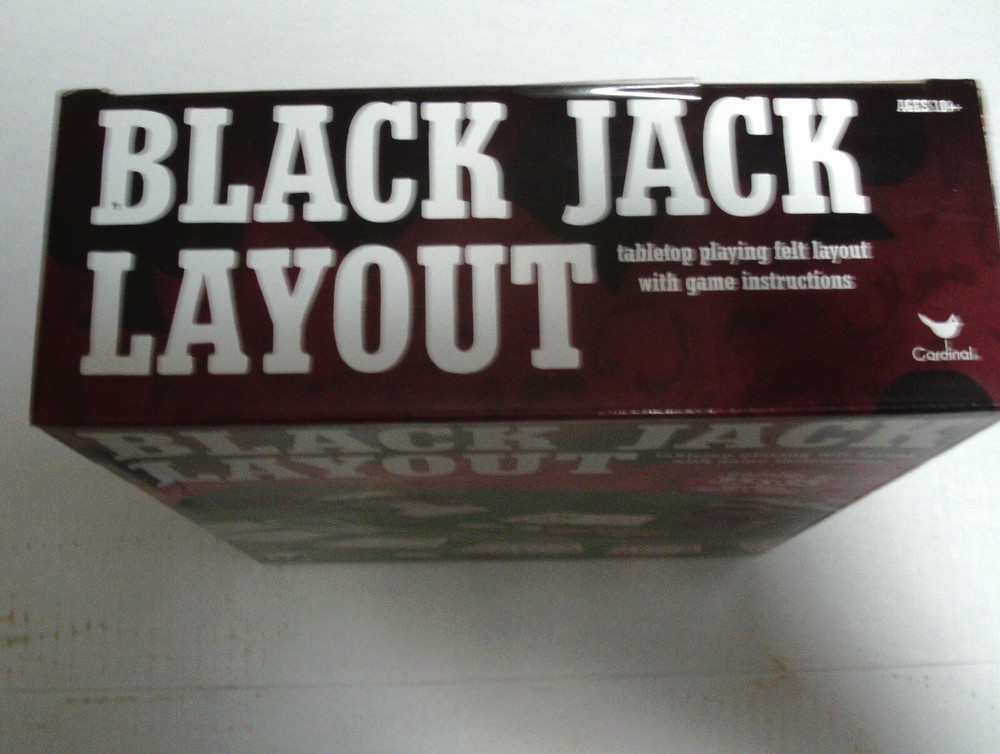 BLACK JACK
AGES 10+
LAYOUT
tabletop playing felt layout
with game instructions
Cardinal
BLACK JACK
LAYOUT